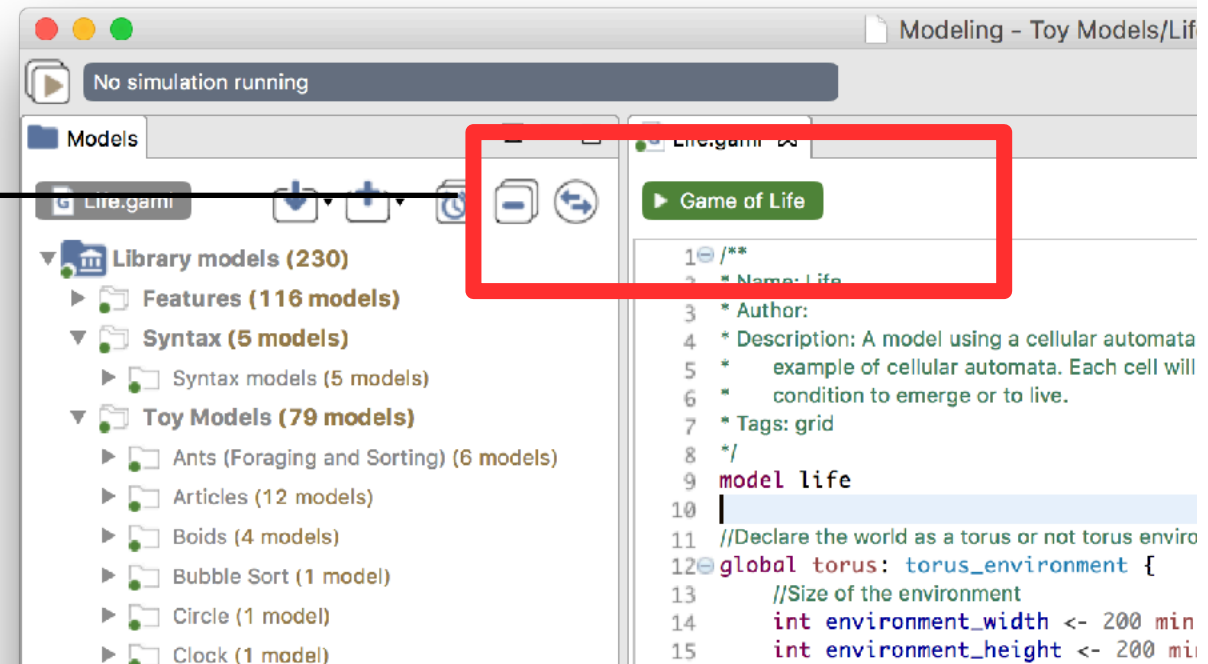 Modeling – Toy Models/Lif
No simulation running
Models
Life.gaml
Life.gaml
Game of Life
Library models (230)
Features (116 models)
Syntax (5 models)
Syntax models (5 models)
Toy Models (79 models)
Ants (Foraging and Sorting) (6 models)
Articles (12 models)
Boids (4 models)
Bubble Sort (1 model)
Circle (1 model)
Clock (1 model)
1 /**
2 * Name: Life
3 * Author:
4 * Description: A model using a cellular automata
5 * example of cellular automata. Each cell will
6 * condition to emerge or to live.
7 * Tags: grid
8 */
9 model life
10
11 //Declare the world as a torus or not torus enviro
12 global torus: torus_environment {
13 //Size of the environment
14 int environment_width <- 200 min
15 int environment_height <- 200 mi